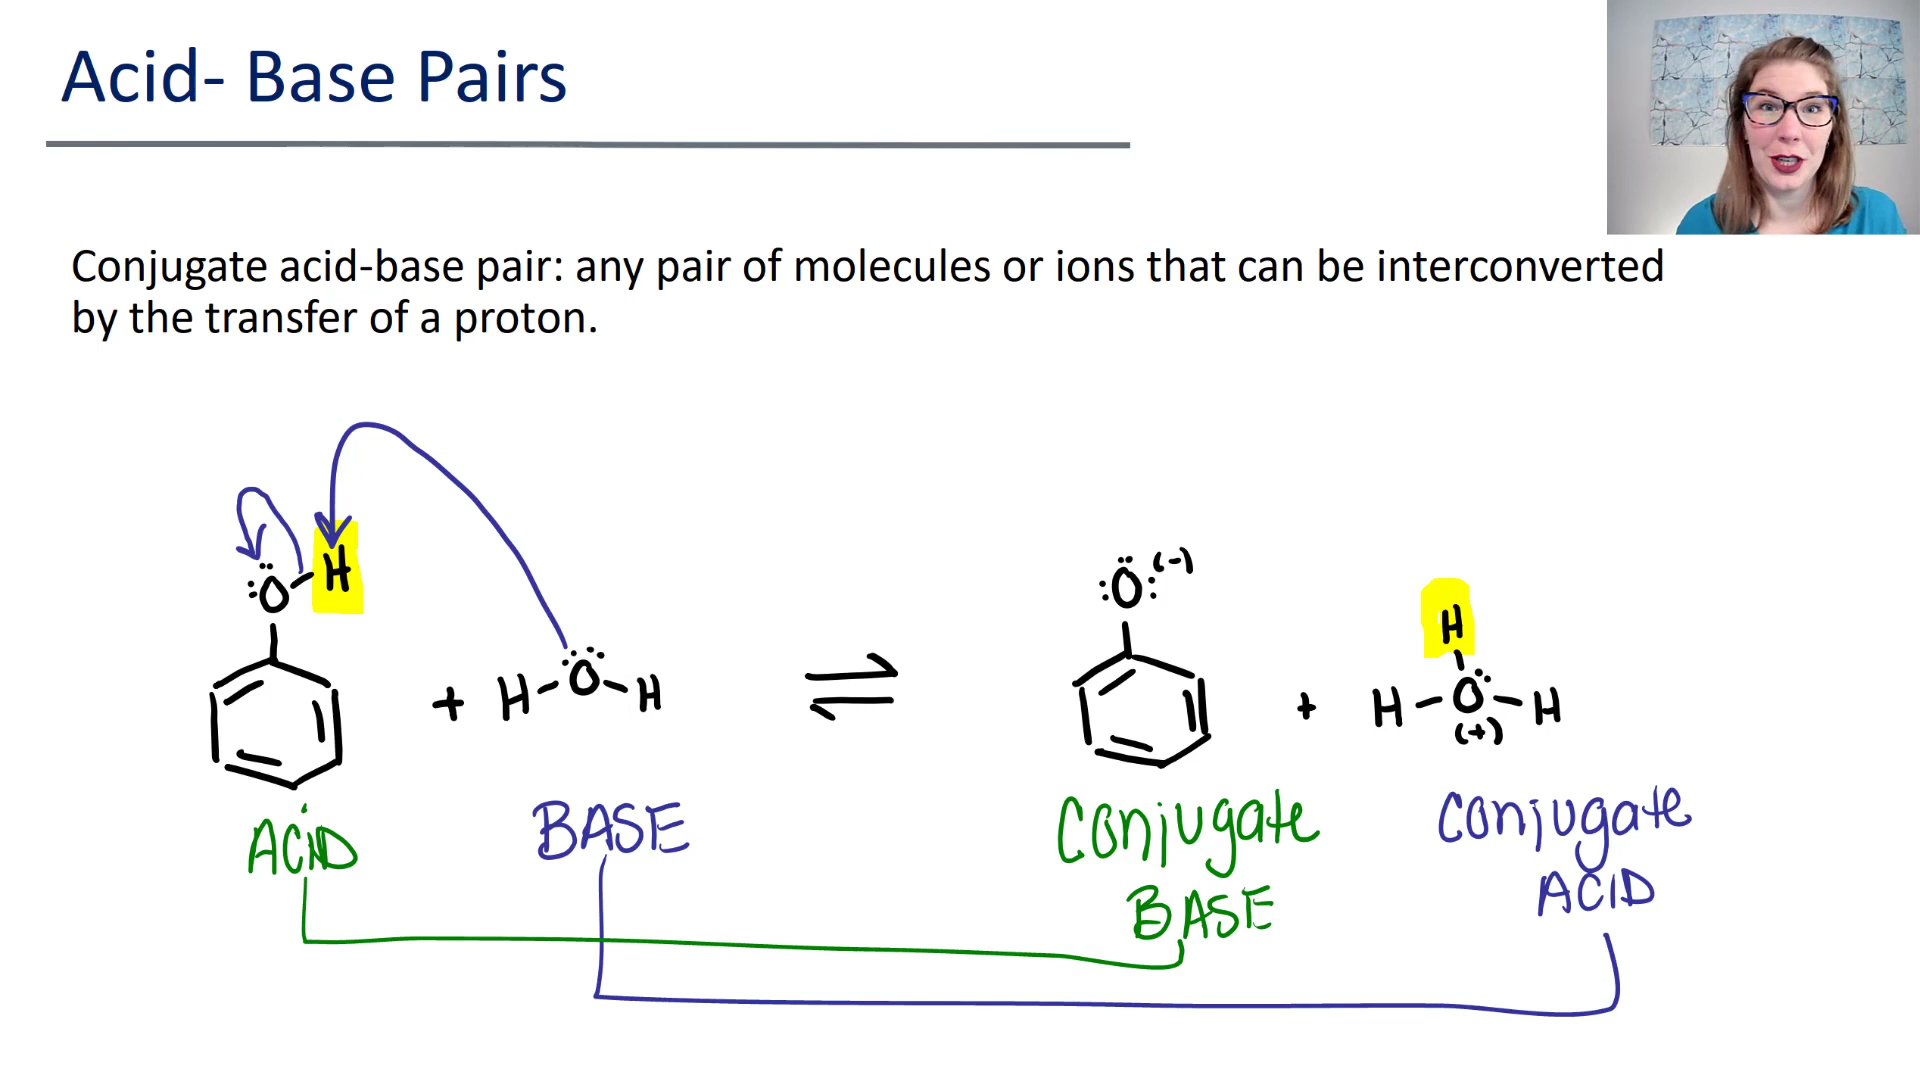 Acid- Base Pairs
Conjugate acid-base pair: any pair of molecules or ions that can be interconverted
by the transfer of a proton.
:Ö-H
+ H-Ö-H
⇌
:Ö: (-)
+
H
H-Ö-H
(+)
ACiD
BASE
Conjugate
BASE
Conjugate
ACID